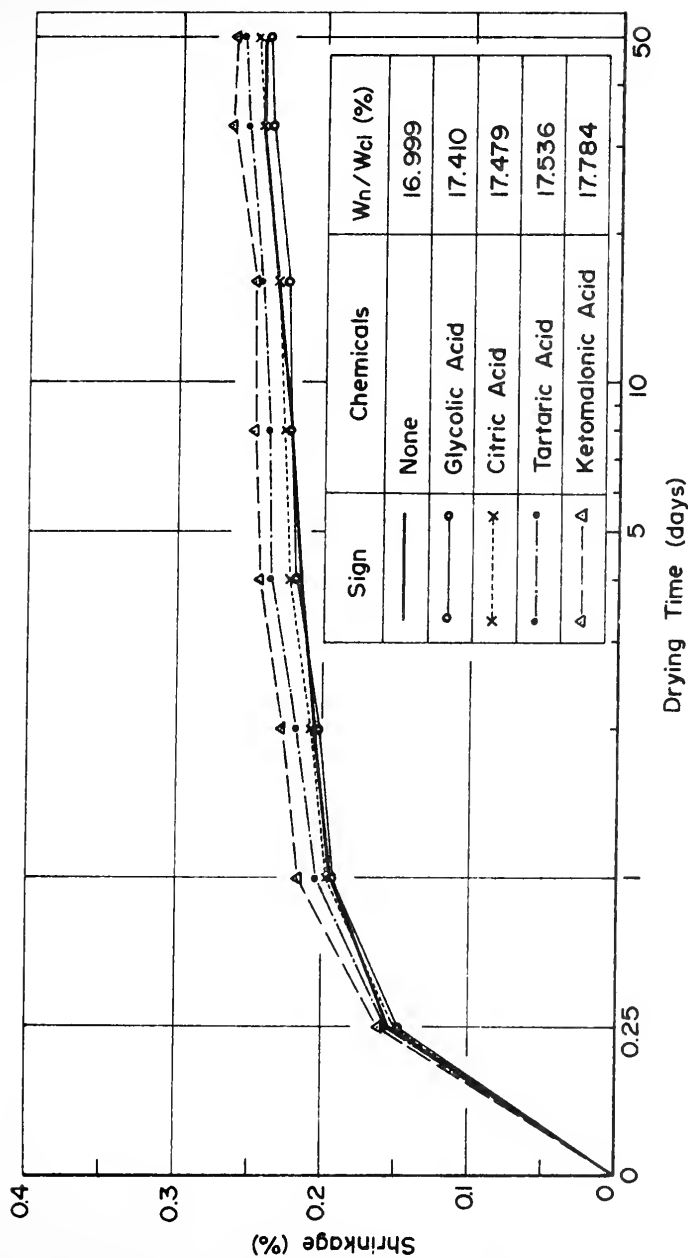 Shrinkage (%)
0.4
0.3
0.2
0.1
0
0 0.25 1 5 10 50
Drying Time (days)
Sign Chemicals Wn/Wcl (%)
None 16.999
Glycolic Acid 17.410
Citric Acid 17.479
Tartaric Acid 17.536
Ketomalonic Acid 17.784